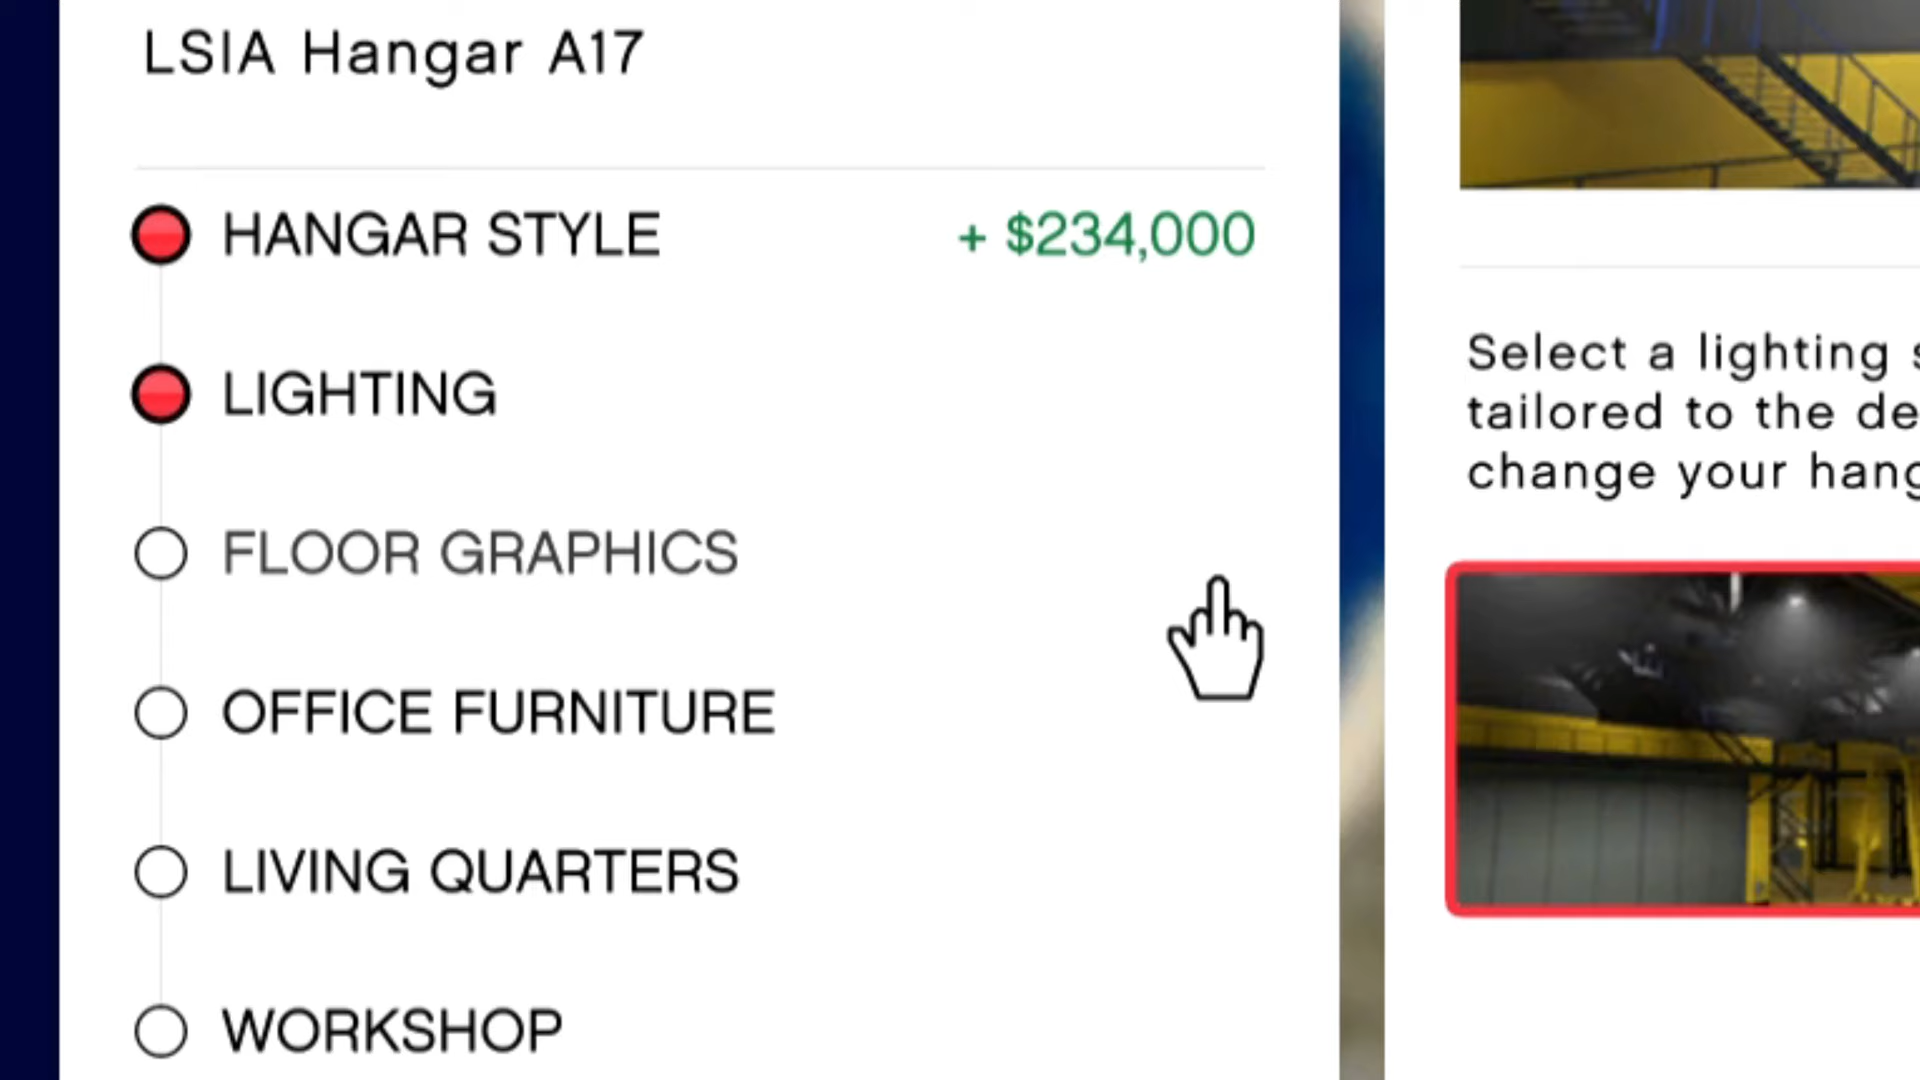 LSIA Hangar A17
HANGAR STYLE + $234,000
LIGHTING
FLOOR GRAPHICS
OFFICE FURNITURE
LIVING QUARTERS
WORKSHOP
Select a lighting
tailored to the
change your